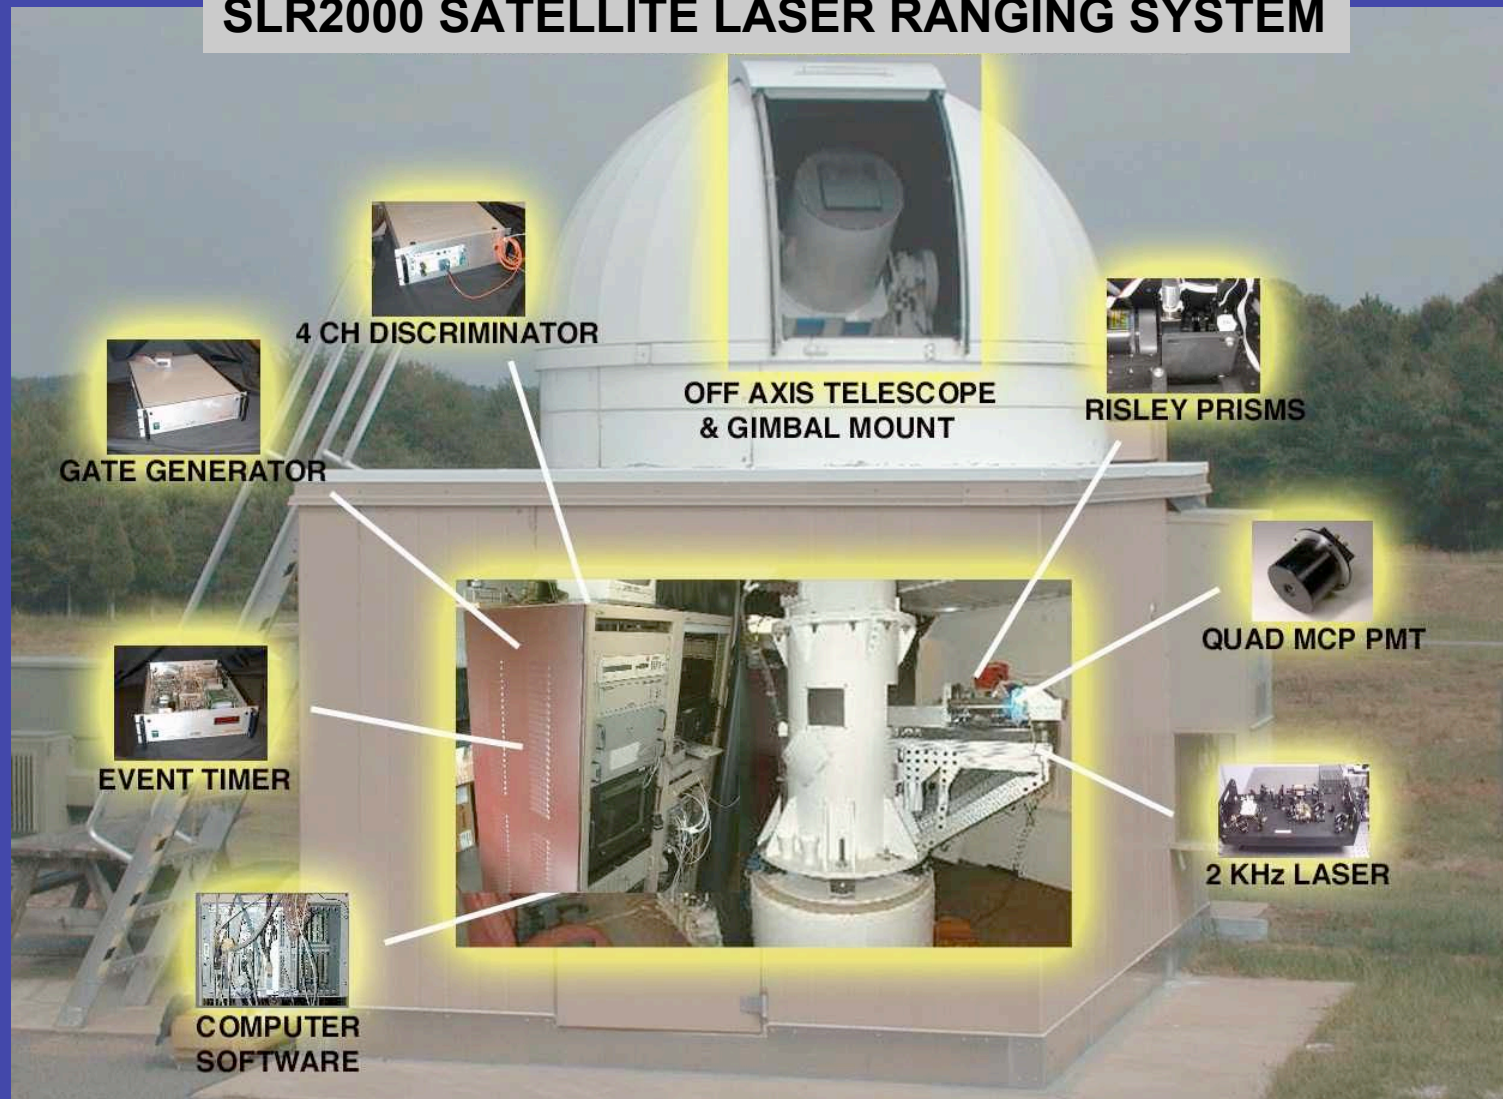 SLR2000 SATELLITE LASER RANGING SYSTEM
4 CH DISCRIMINATOR
OFF AXIS TELESCOPE
& GIMBAL MOUNT
RISLEY PRISMS
GATE GENERATOR
QUAD MCP PMT
EVENT TIMER
2 KHz LASER
COMPUTER
SOFTWARE